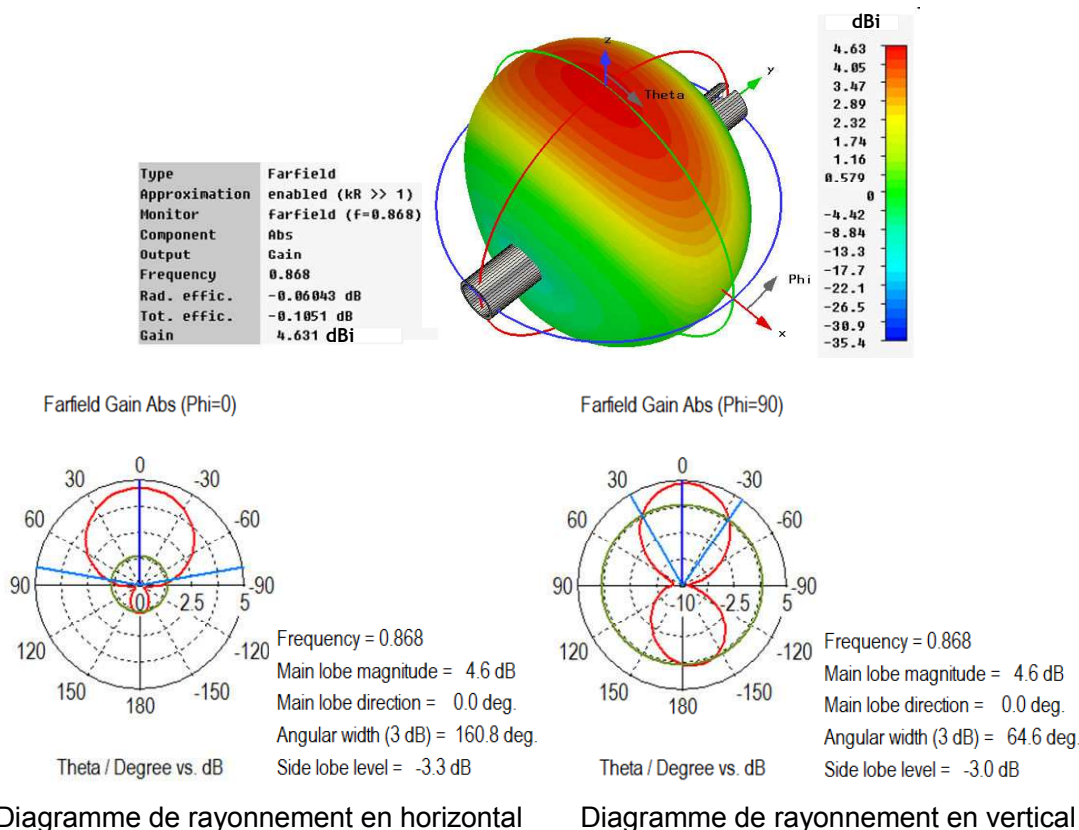 dBi
4.63
4.05
3.47
2.89
2.32
1.74
1.16
0.579
0
-4.42
-8.84
-13.3
-17.7
-22.1
-26.5
-30.9
-35.4
z
y
Theta
Phi
x
Type Farfield
Approximation enabled (kR >> 1)
Monitor farfield (f=0.868)
Component Abs
Output Gain
Frequency 0.868
Rad. effic. -0.06043 dB
Tot. effic. -0.1051 dB
Gain 4.631 dBi
Farfield Gain Abs (Phi=0)
0
30 -30
60 -60
90 0 2.5 5 -90
120 -120
150 -150
180
Theta / Degree vs. dB
Frequency = 0.868
Main lobe magnitude = 4.6 dB
Main lobe direction = 0.0 deg.
Angular width (3 dB) = 160.8 deg.
Side lobe level = -3.3 dB
Diagramme de rayonnement en horizontal
Farfield Gain Abs (Phi=90)
0
30 -30
60 -60
90 -10 -2.5 5 -90
120 -120
150 -150
180
Theta / Degree vs. dB
Frequency = 0.868
Main lobe magnitude = 4.6 dB
Main lobe direction = 0.0 deg.
Angular width (3 dB) = 64.6 deg.
Side lobe level = -3.0 dB
Diagramme de rayonnement en vertical